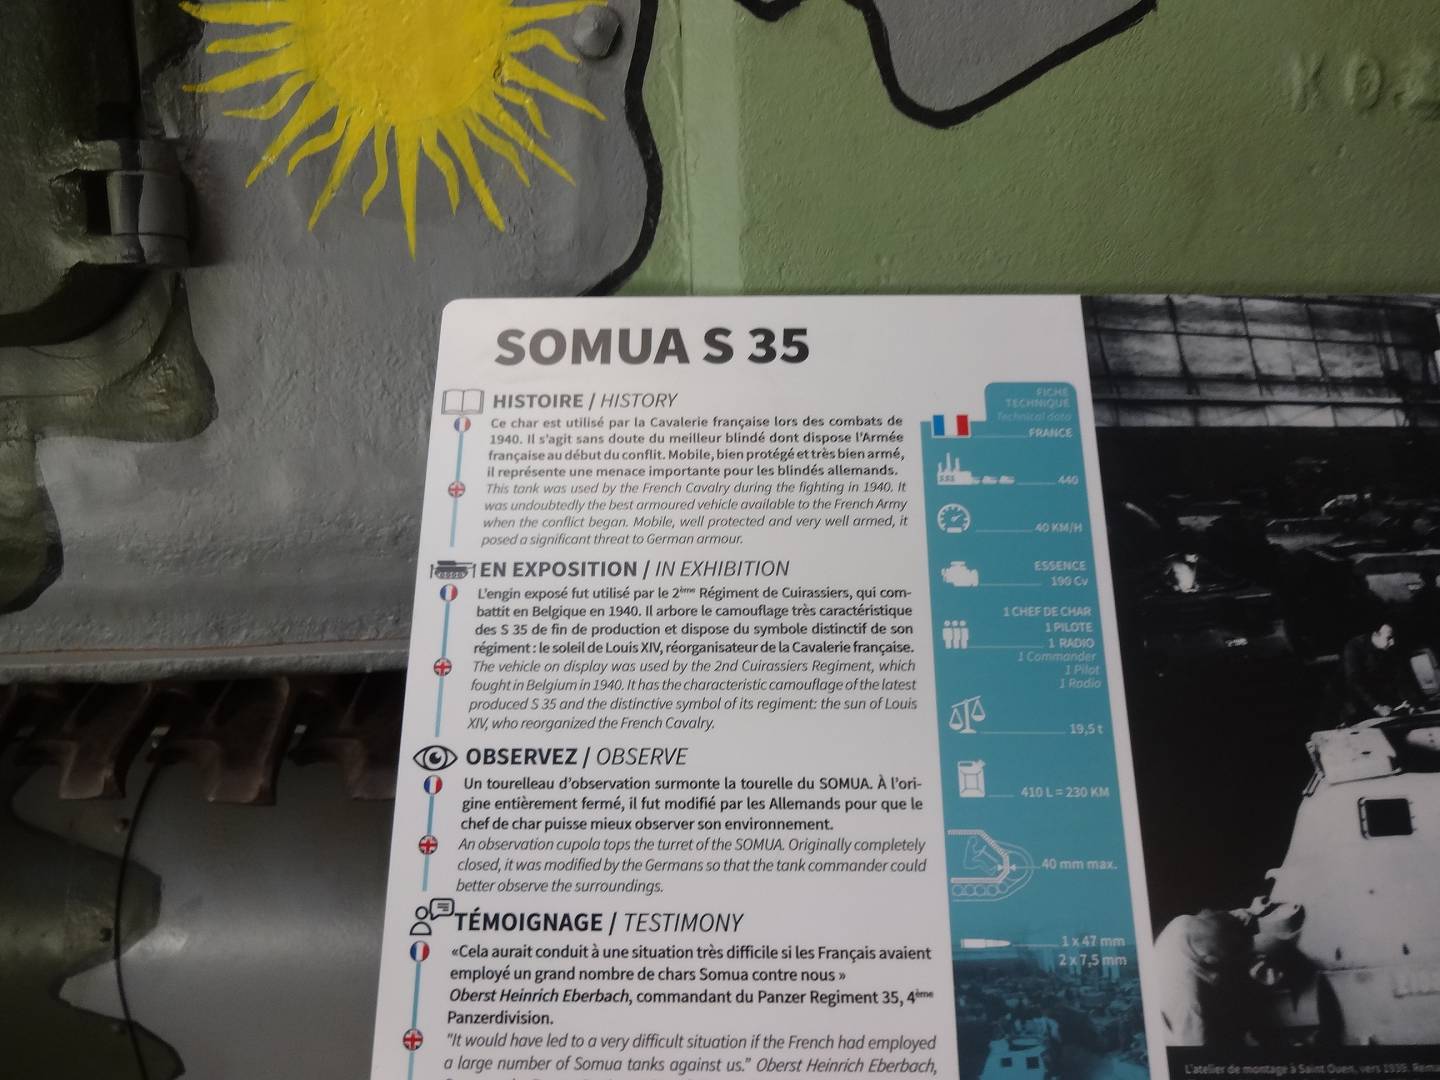 SOMUA S 35
HISTOIRE / HISTORY
Ce char est utilisé par la Cavalerie française lors des combats de
1940. Il s'agit sans doute du meilleur blindé dont dispose l'Armée
française au début du conflit. Mobile, bien protégé et très bien armé,
il représente une menace importante pour les blindés allemands.
This tank was used by the French Cavalry during the fighting in 1940. It
was undoubtedly the best armoured vehicle available to the French Army
when the conflict began. Mobile, well protected and very well armed, it
posed a significant threat to German armour.
EN EXPOSITION / IN EXHIBITION
L'engin exposé fut utilisé par le 2ème Régiment de Cuirassiers, qui com-
battit en Belgique en 1940. Il arbore le camouflage très caractéristique
des S 35 de fin de production et dispose du symbole distinctif de son
régiment : le soleil de Louis XIV, réorganisateur de la Cavalerie française.
The vehicle on display was used by the 2nd Cuirassiers Regiment, which
fought in Belgium in 1940. It has the characteristic camouflage of the latest
produced S 35 and the distinctive symbol of its regiment: the sun of Louis
XIV, who reorganized the French Cavalry.
OBSERVEZ / OBSERVE
Un tourelleau d'observation surmonte la tourelle du SOMUA. À l'ori-
gine entièrement fermé, il fut modifié par les Allemands pour que le
chef de char puisse mieux observer son environnement.
An observation cupola tops the turret of the SOMUA. Originally completely
closed, it was modified by the Germans so that the tank commander could
better observe the surroundings.
TÉMOIGNAGE / TESTIMONY
«Cela aurait conduit à une situation très difficile si les Français avaient
employé un grand nombre de chars Somua contre nous »
Oberst Heinrich Eberbach, commandant du Panzer Regiment 35, 4ème
Panzerdivision.
"It would have led to a very difficult situation if the French had employed
a large number of Somua tanks against us." Oberst Heinrich Eberbach,
FICHE
TECHNIQUE
Technical data
FRANCE
440
40 KM/H
ESSENCE
190 Cv
1 CHEF DE CHAR
1 PILOTE
1 RADIO
1 Commander
1 Pilot
1 Radio
19,5 t
410 L = 230 KM
40 mm max.
1 x 47 mm
2 x 7,5 mm
L'atelier de montage à Saint Ouen, vers 1935.